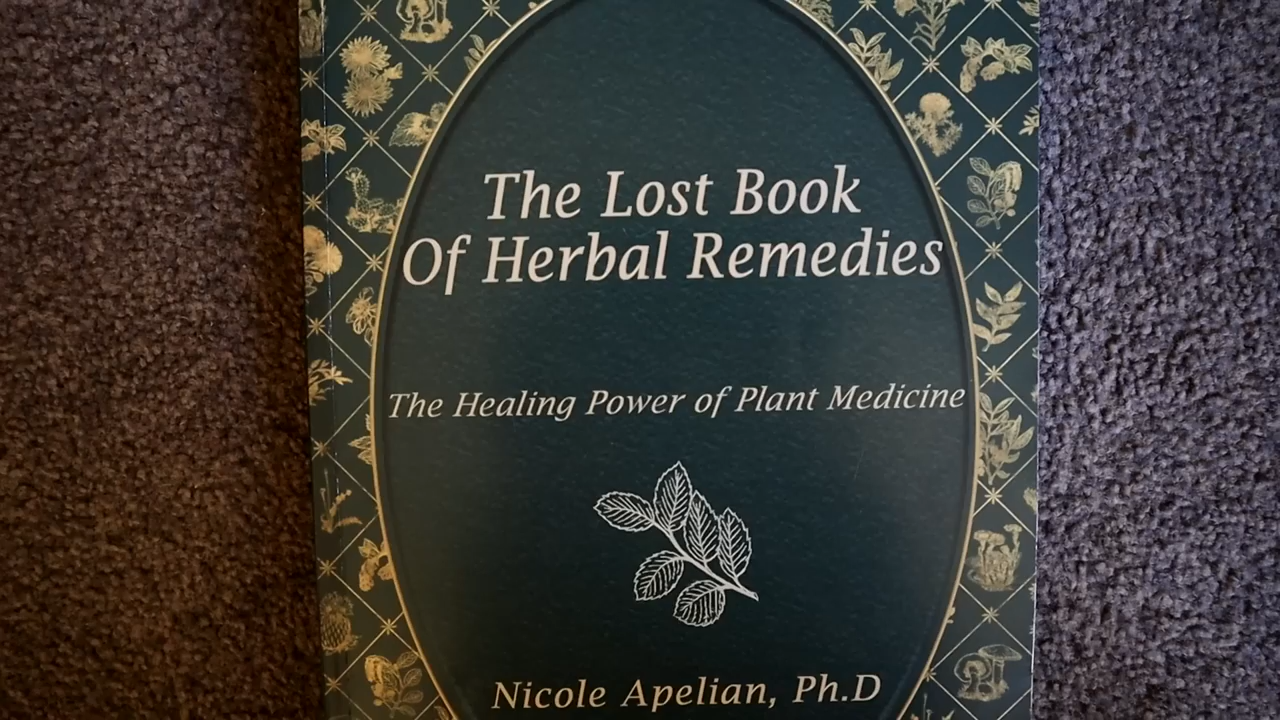 The Lost Book
Of Herbal Remedies
The Healing Power of Plant Medicine
Nicole Apelian, Ph.D